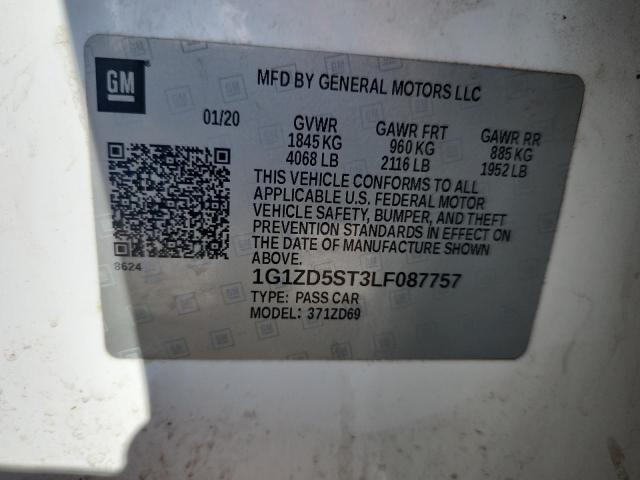 GM
MFD BY GENERAL MOTORS LLC
01/20
GVWR
1845 KG
4068 LB
GAWR FRT
960 KG
2116 LB
GAWR RR
885 KG
1952 LB
THIS VEHICLE CONFORMS TO ALL
APPLICABLE U.S. FEDERAL MOTOR
VEHICLE SAFETY, BUMPER, AND THEFT
PREVENTION STANDARDS IN EFFECT ON
THE DATE OF MANUFACTURE SHOWN
ABOVE.
8624
1G1ZD5ST3LF087757
TYPE: PASS CAR
MODEL: 371ZD69